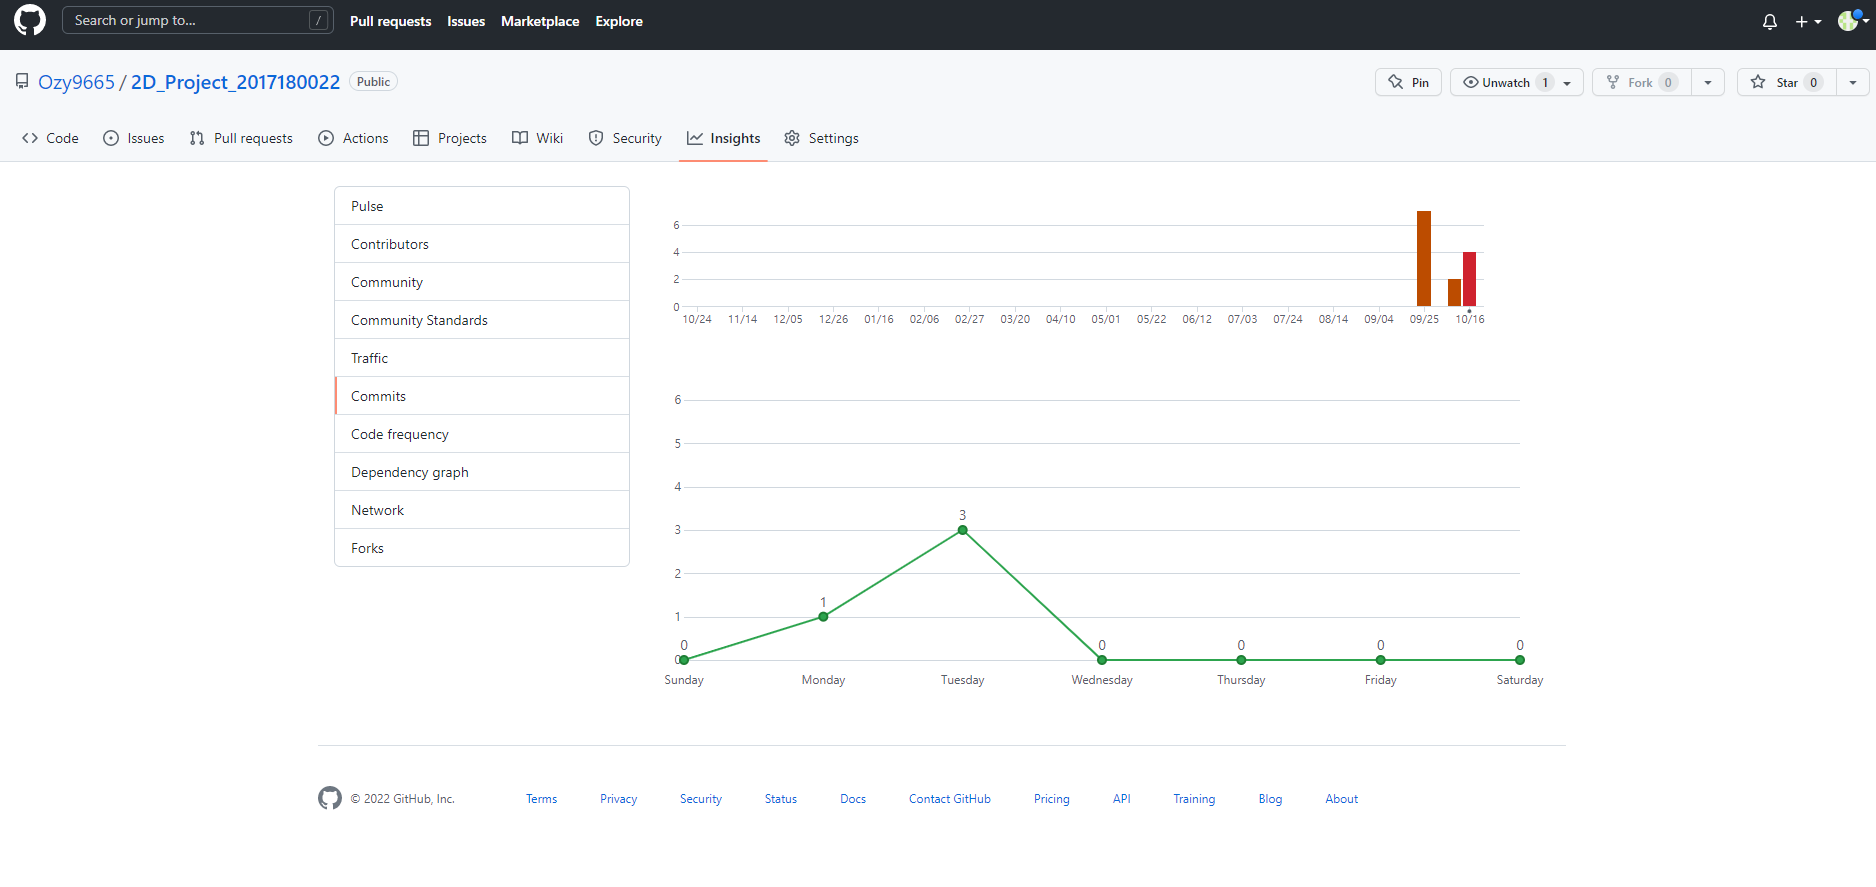 Search or jump to... /
Pull requests Issues Marketplace Explore
Ozy9665 / 2D_Project_2017180022 Public
Pin
Unwatch 1
Fork 0
Star 0
Code Issues Pull requests Actions Projects Wiki Security Insights Settings
Pulse
Contributors
Community
Community Standards
Traffic
Commits
Code frequency
Dependency graph
Network
Forks
6
4
2
0
10/24 11/14 12/05 12/26 01/16 02/06 02/27 03/20 04/10 05/01 05/22 06/12 07/03 07/24 08/14 09/04 09/25 10/16
6
5
4
3
2
1
0
0 1 3 0 0 0 0
Sunday Monday Tuesday Wednesday Thursday Friday Saturday
© 2022 GitHub, Inc. Terms Privacy Security Status Docs Contact GitHub Pricing API Training Blog About